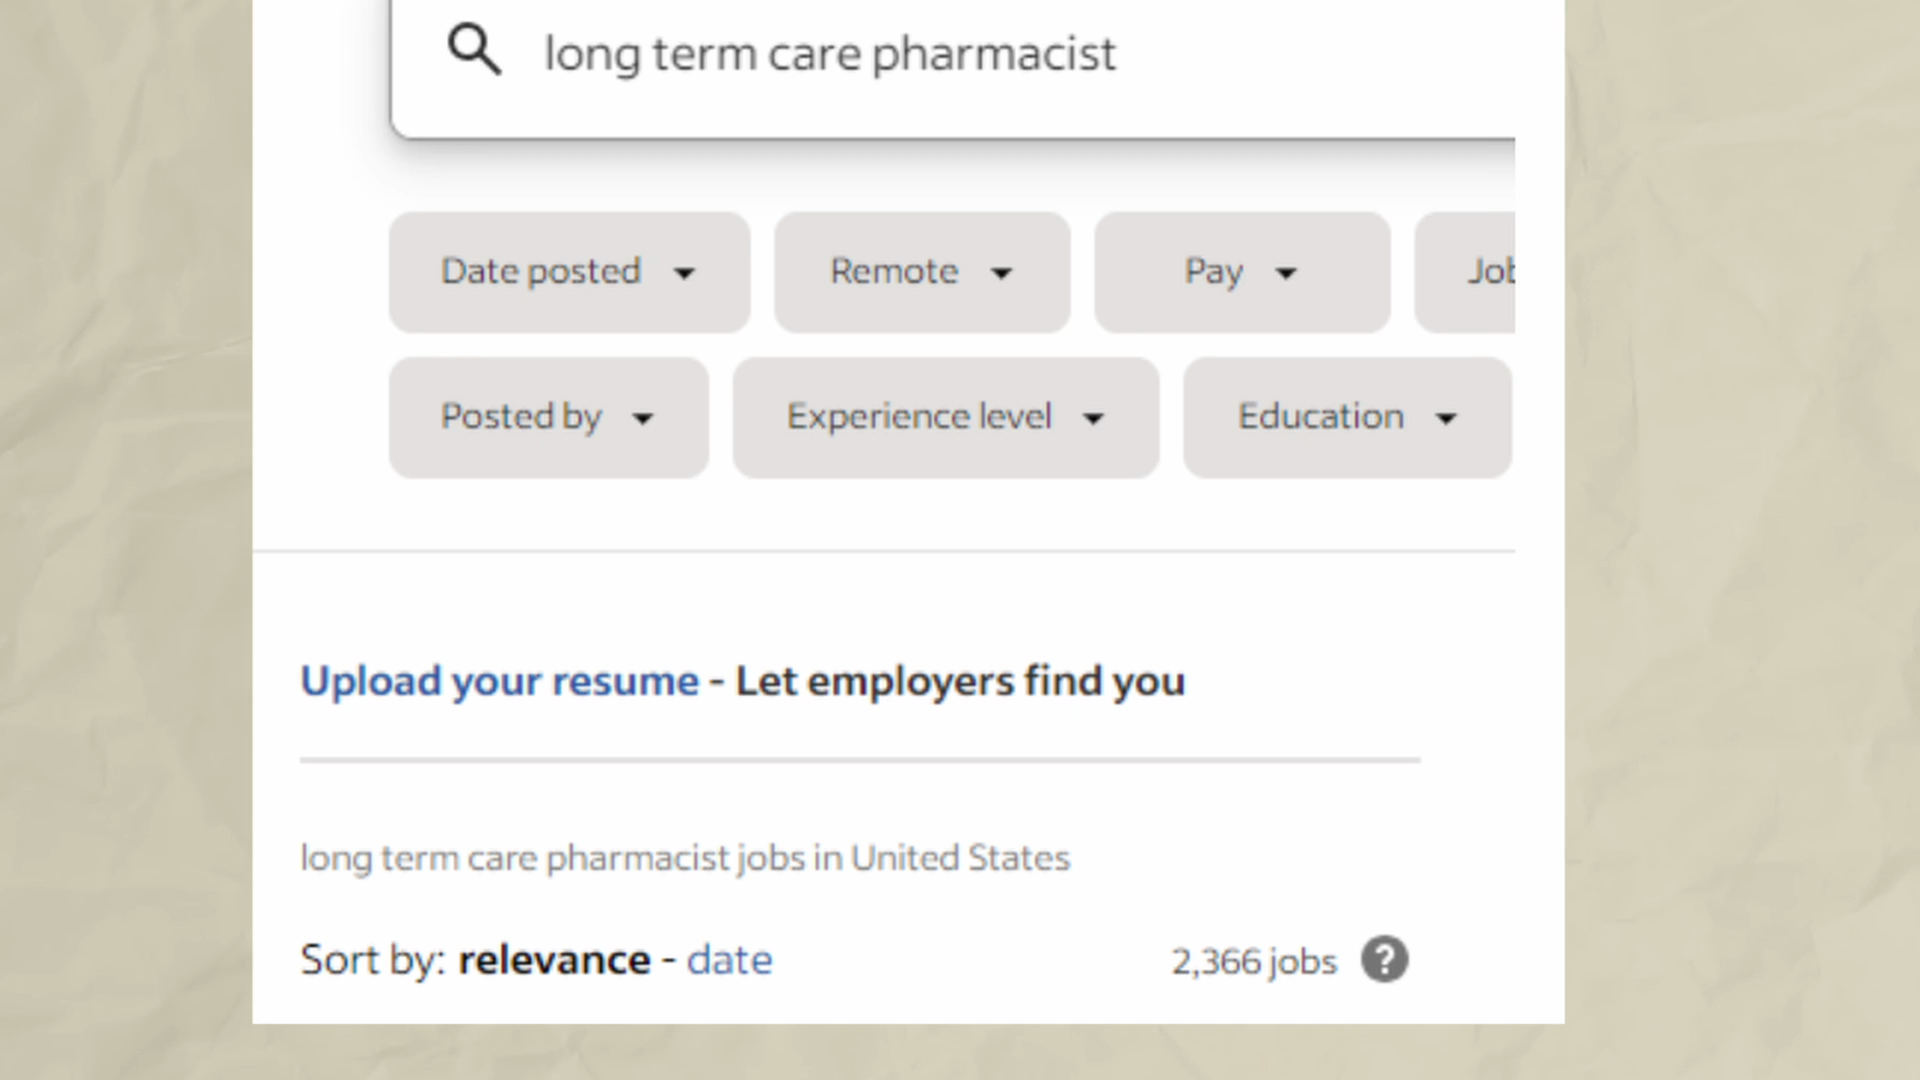 long term care pharmacist
Date posted Remote Pay Job
Posted by Experience level Education
Upload your resume - Let employers find you
long term care pharmacist jobs in United States
Sort by: relevance - date 2,366 jobs ?